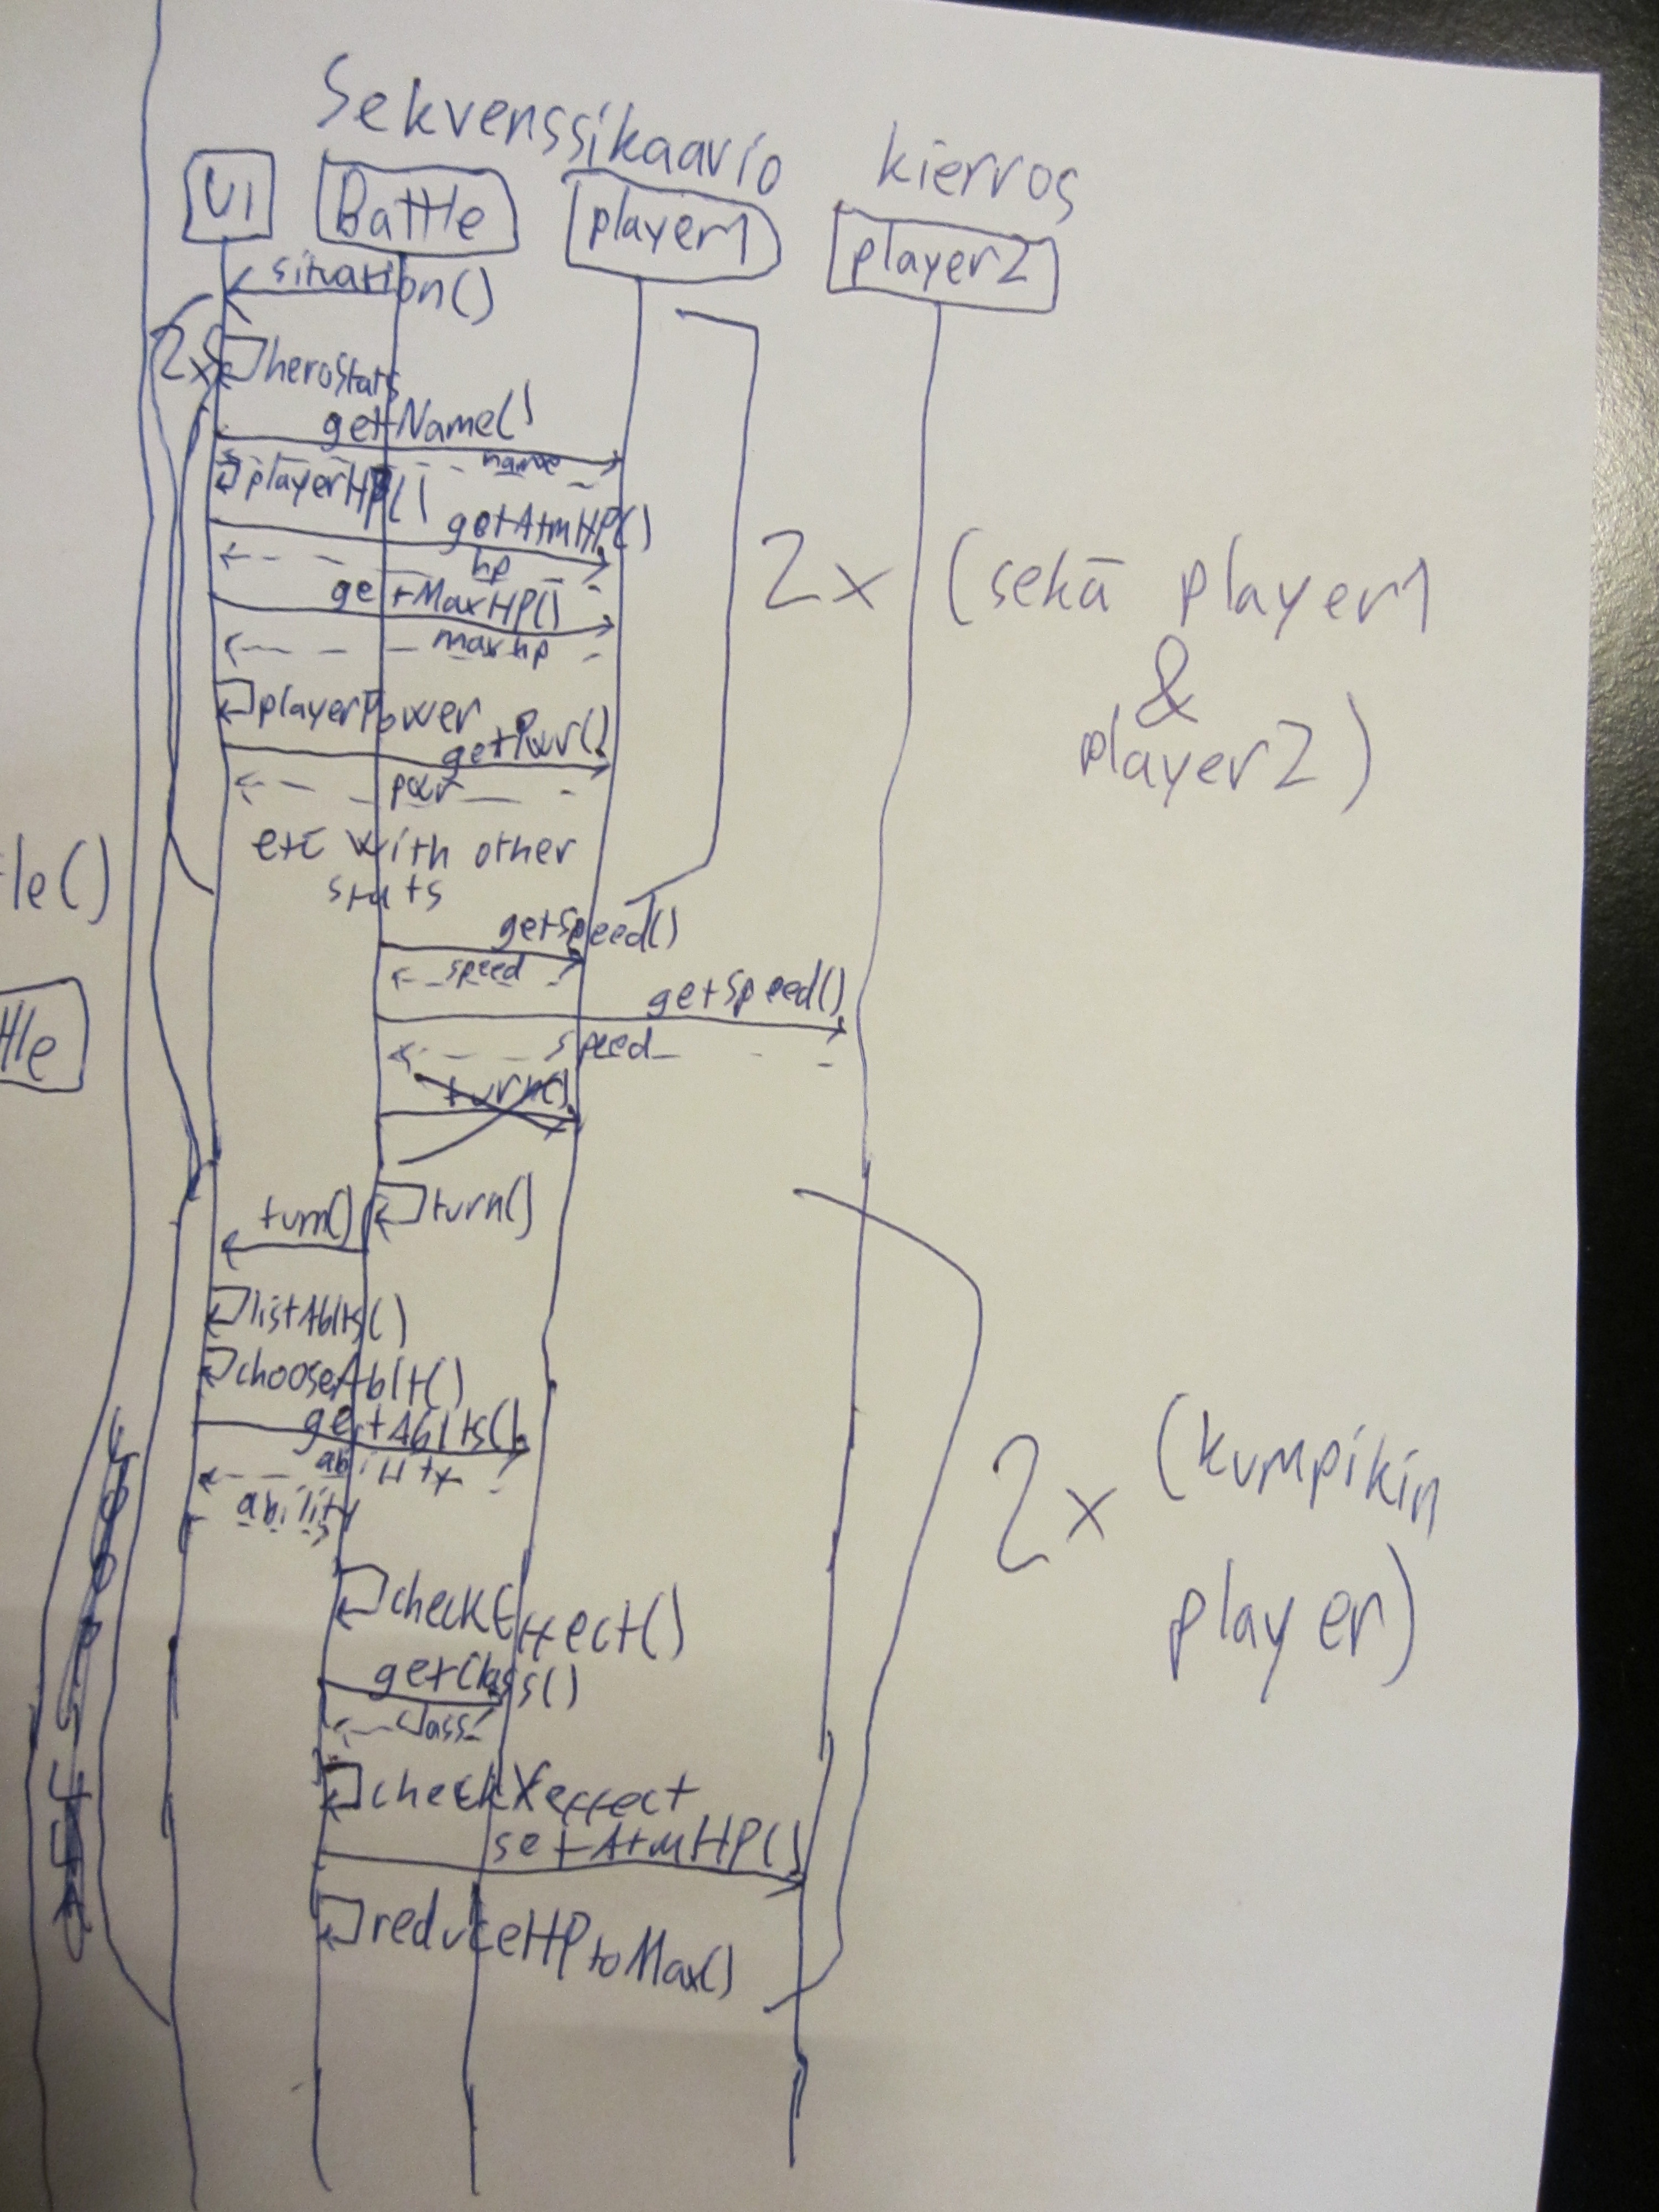 Sekvenssikaavio kierros
UI
Battle
player1
player2
situation()
2x
heroStats
getName()
name
playerHP()
getAtmHP()
hp
getMaxHP()
maxhp
2x (sekä player1
&
player2)
playerPower
getPwr()
pwr
etc with other
stats
le()
getSpeed()
speed
getSpeed()
speed
tle
turn()
turn()
turn()
listAblts()
chooseAblt()
getAblts()
ability
ability
checkEffect()
2x (kumpikin
player)
getClass()
class
checkXeffect
setAtmHP()
reduceHPtoMax()